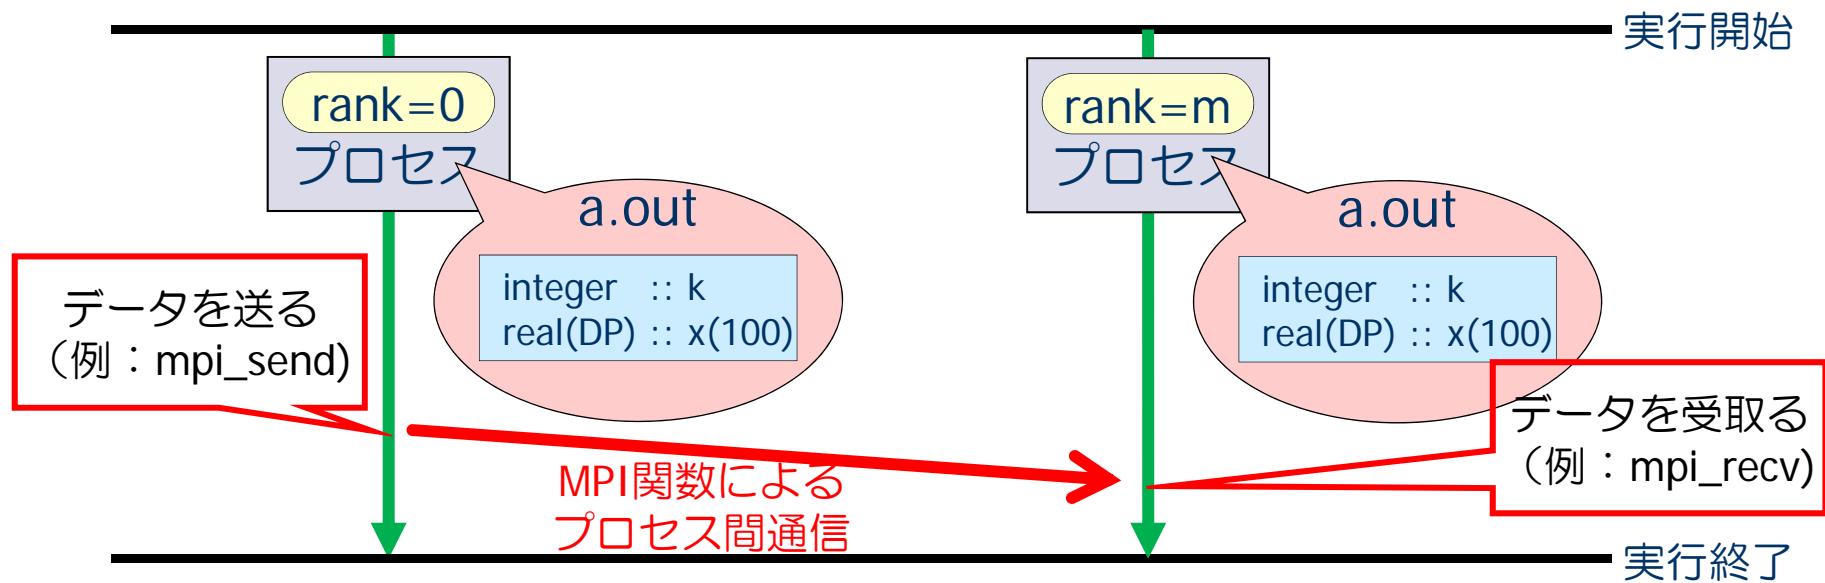 実行開始
rank=0
プロセス
a.out
integer :: k
real(DP) :: x(100)
rank=m
プロセス
a.out
integer :: k
real(DP) :: x(100)
データを送る
（例：mpi_send)
データを受取る
（例：mpi_recv)
MPI関数による
プロセス間通信
実行終了